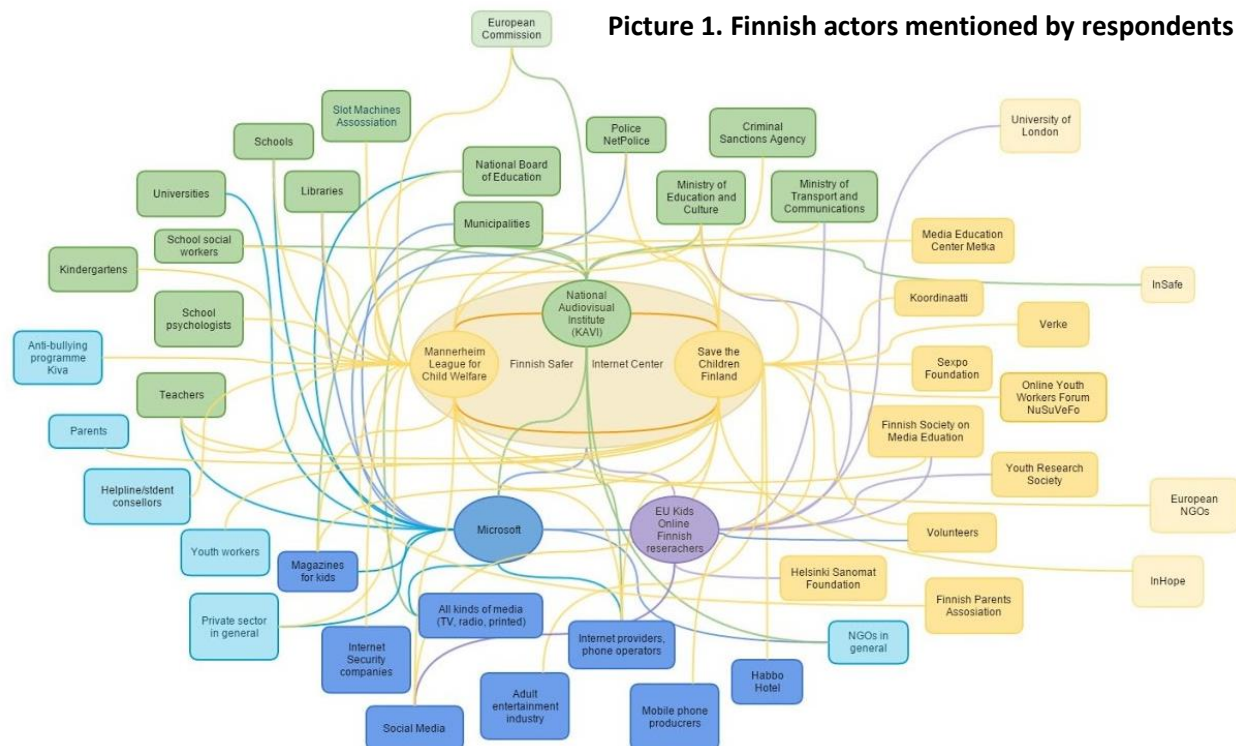 Picture 1. Finnish actors mentioned by respondents
European
Commission
Slot Machines
Assossiation
Schools
Police
NetPolice
Criminal
Sanctions Agency
University of
London
Universities
Libraries
National Board
of Education
Ministry of
Education and
Culture
Ministry of
Transport and
Communications
Municipalities
School social
workers
Media Education
Center Metka
Kindergartens
InSafe
School
psychologists
National
Audiovisual
Institute
(KAVI)
Koordinaatti
Verke
Anti-bullying
programme
Kiva
Mannerheim
League for
Child Welfare
Finnish Safer
Internet Center
Save the
Children
Finland
Sexpo
Foundation
Teachers
Online Youth
Workers Forum
NuSuVeFo
Parents
Finnish Society on
Media Eduation
Helpline/stdent
consellors
Youth Research
Society
European
NGOs
Microsoft
EU Kids
Online
Finnish
reserachers
Volunteers
Youth workers
Magazines
for kids
Helsinki Sanomat
Foundation
InHope
Finnish Parents
Assosiation
Private sector
in general
All kinds of media
(TV, radio, printed)
Internet providers,
phone operators
NGOs in
general
Internet
Security
companies
Habbo
Hotel
Adult
entertainment
industry
Mobile phone
producrers
Social Media